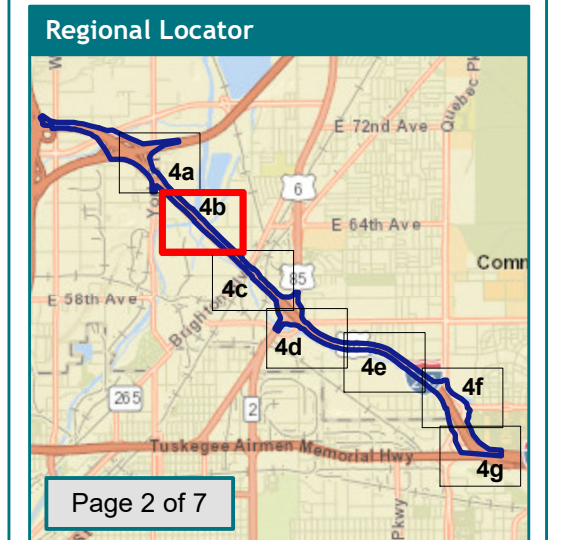 Regional Locator
E 72nd Ave
Quebec
4a
6
4b
E 64th Ave
Comm
85
4c
E 58th Ave
Brighton
4d
4e
4f
265
2
Tuskegee Airmen Memorial Hwy
4g
Page 2 of 7
Pkwy